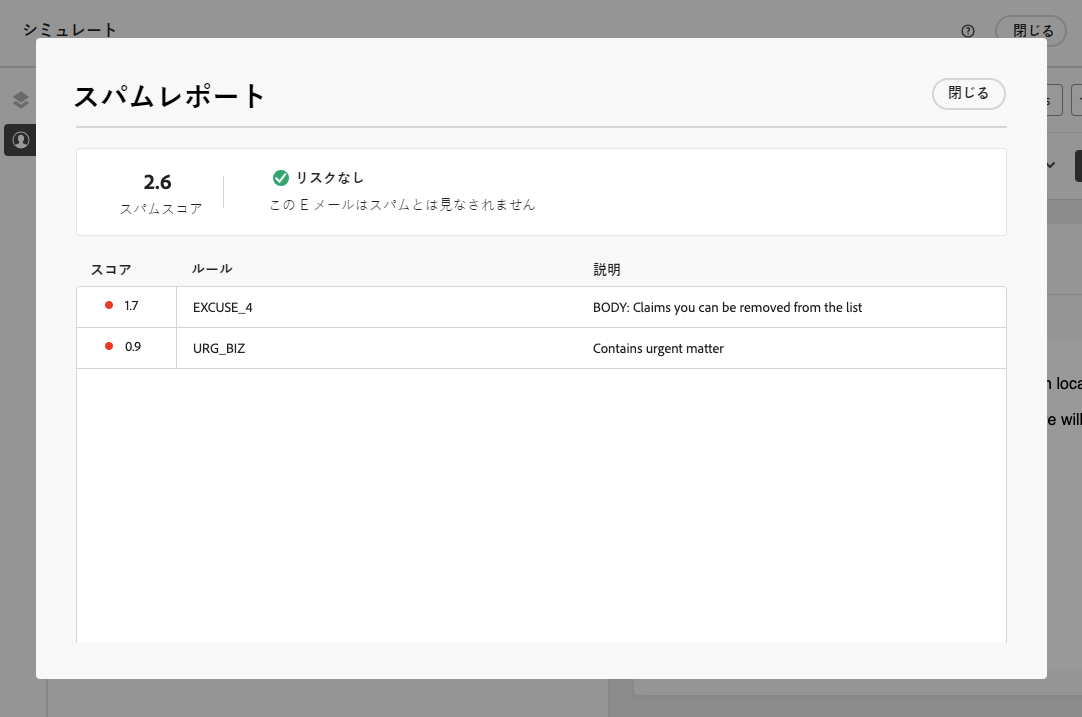 シミュレート
閉じる
スパムレポート
閉じる
2.6
スパムスコア
リスクなし
この E メールはスパムとは見なされません
スコア ルール 説明
1.7 EXCUSE_4 BODY: Claims you can be removed from the list
0.9 URG_BIZ Contains urgent matter
will